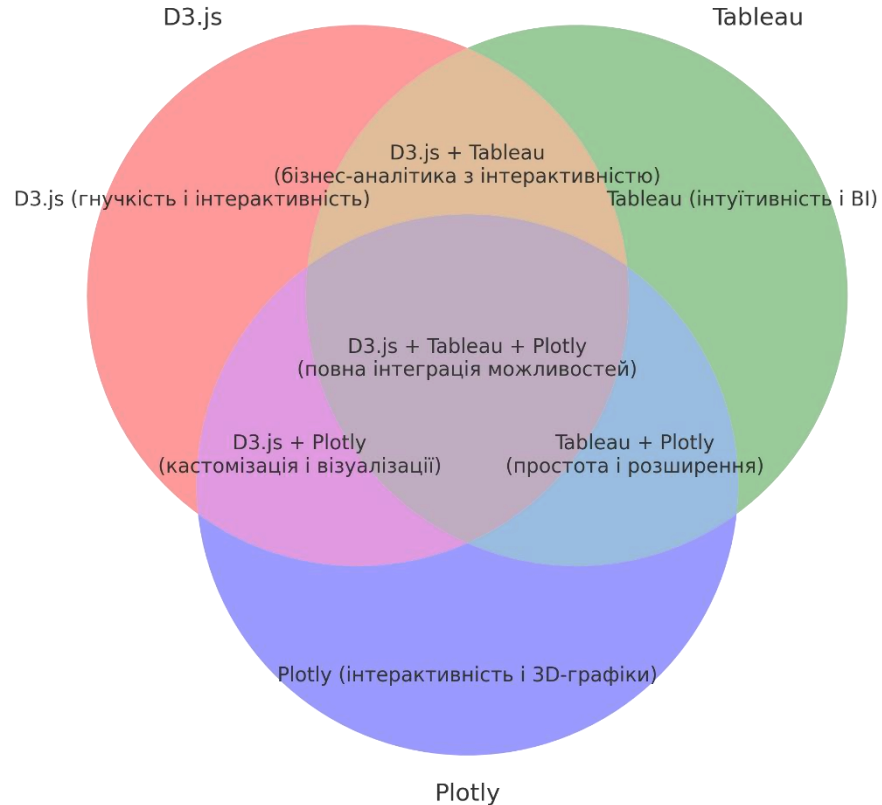 D3.js
Tableau
D3.js + Tableau
(бізнес-аналітика з інтерактивністю)
D3.js (гнучкість і інтерактивність)
Tableau (інтуїтивність і BI)
D3.js + Tableau + Plotly
(повна інтеграція можливостей)
D3.js + Plotly
(кастомізація і візуалізації)
Tableau + Plotly
(простота і розширення)
Plotly (інтерактивність і 3D-графіки)
Plotly